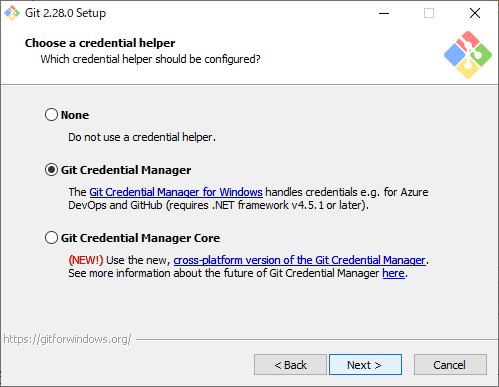 Git 2.28.0 Setup
Choose a credential helper
Which credential helper should be configured?
None
Do not use a credential helper.
Git Credential Manager
The Git Credential Manager for Windows handles credentials e.g. for Azure
DevOps and GitHub (requires .NET framework v4.5.1 or later).
Git Credential Manager Core
(NEW!) Use the new, cross-platform version of the Git Credential Manager.
See more information about the future of Git Credential Manager here.
https://gitforwindows.org/
< Back
Next >
Cancel